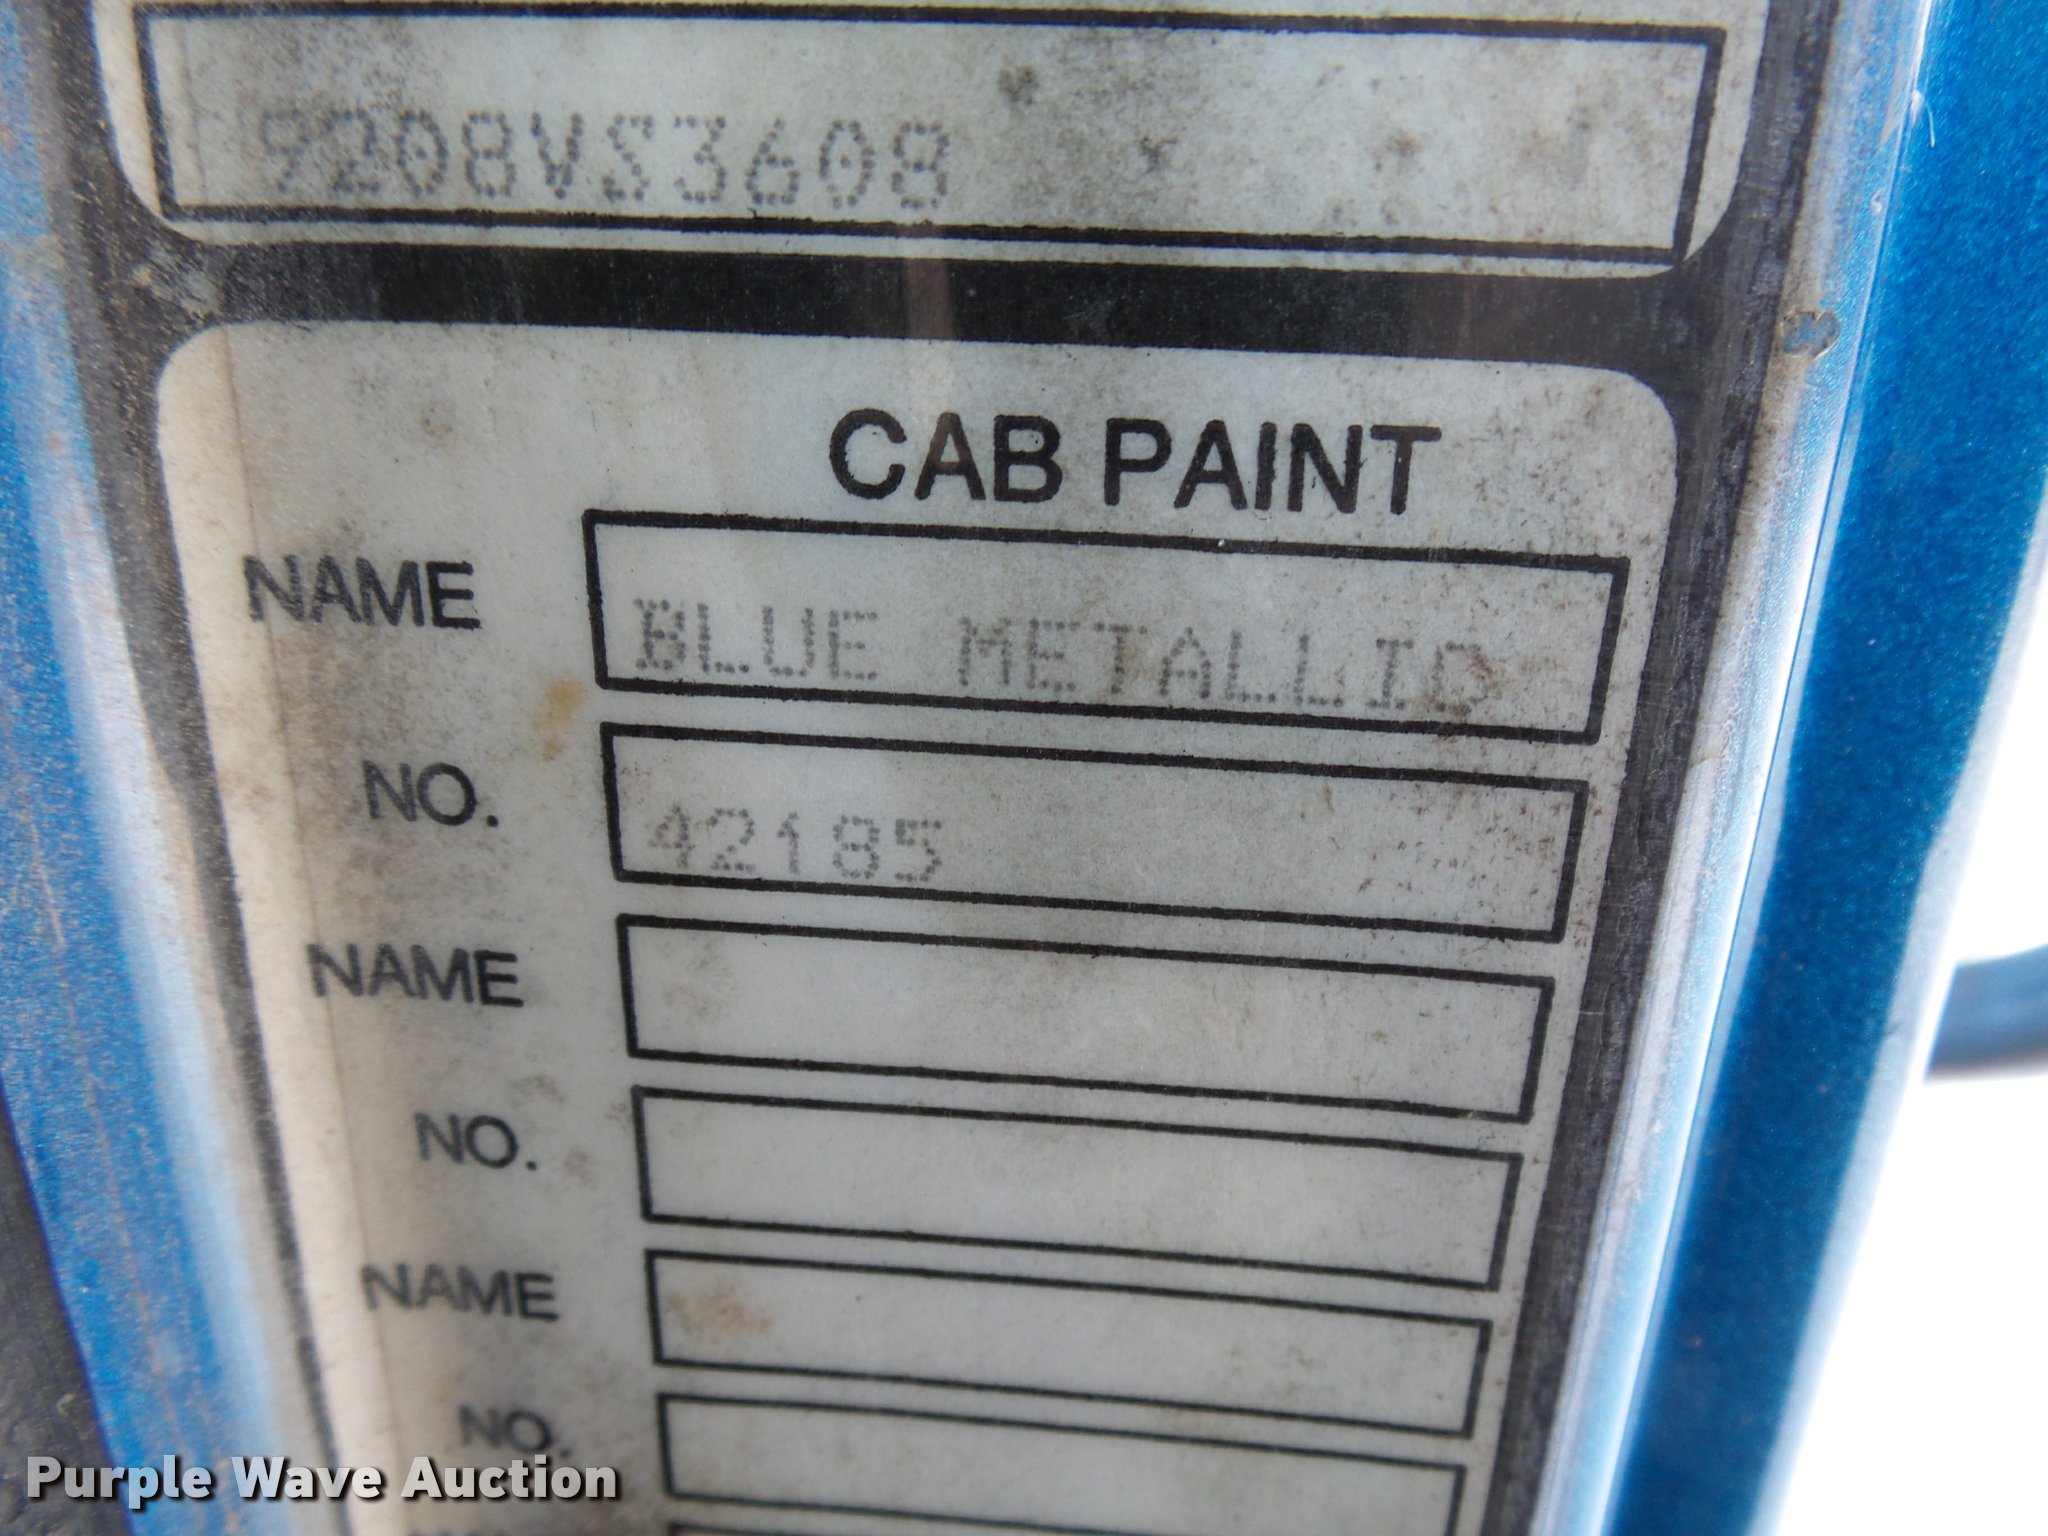 9208VS3608
CAB PAINT
NAME BLUE METALLIC
NO. 42185
NAME
NO.
NAME
NO.
Purple Wave Auction